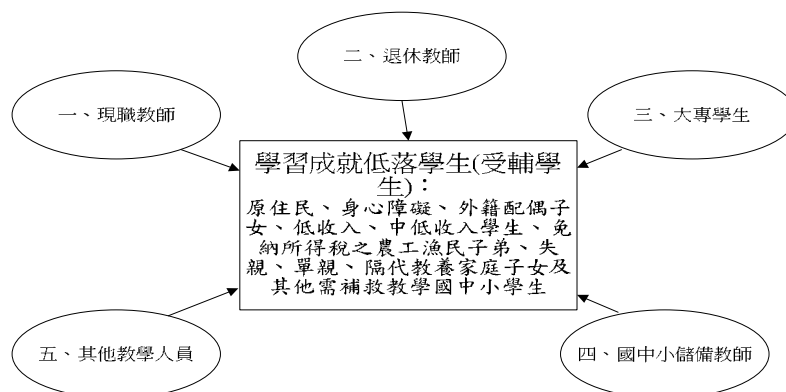 二、退休教師
一、現職教師
三、大專學生
學習成就低落學生(受輔學
生)：
原住民、身心障礙、外籍配偶子
女、低收入、中低收入學生、免
納所得稅之農工漁民子弟、失
親、單親、隔代教養家庭子女及
其他需補救教學國中小學生
五、其他教學人員
四、國中小儲備教師